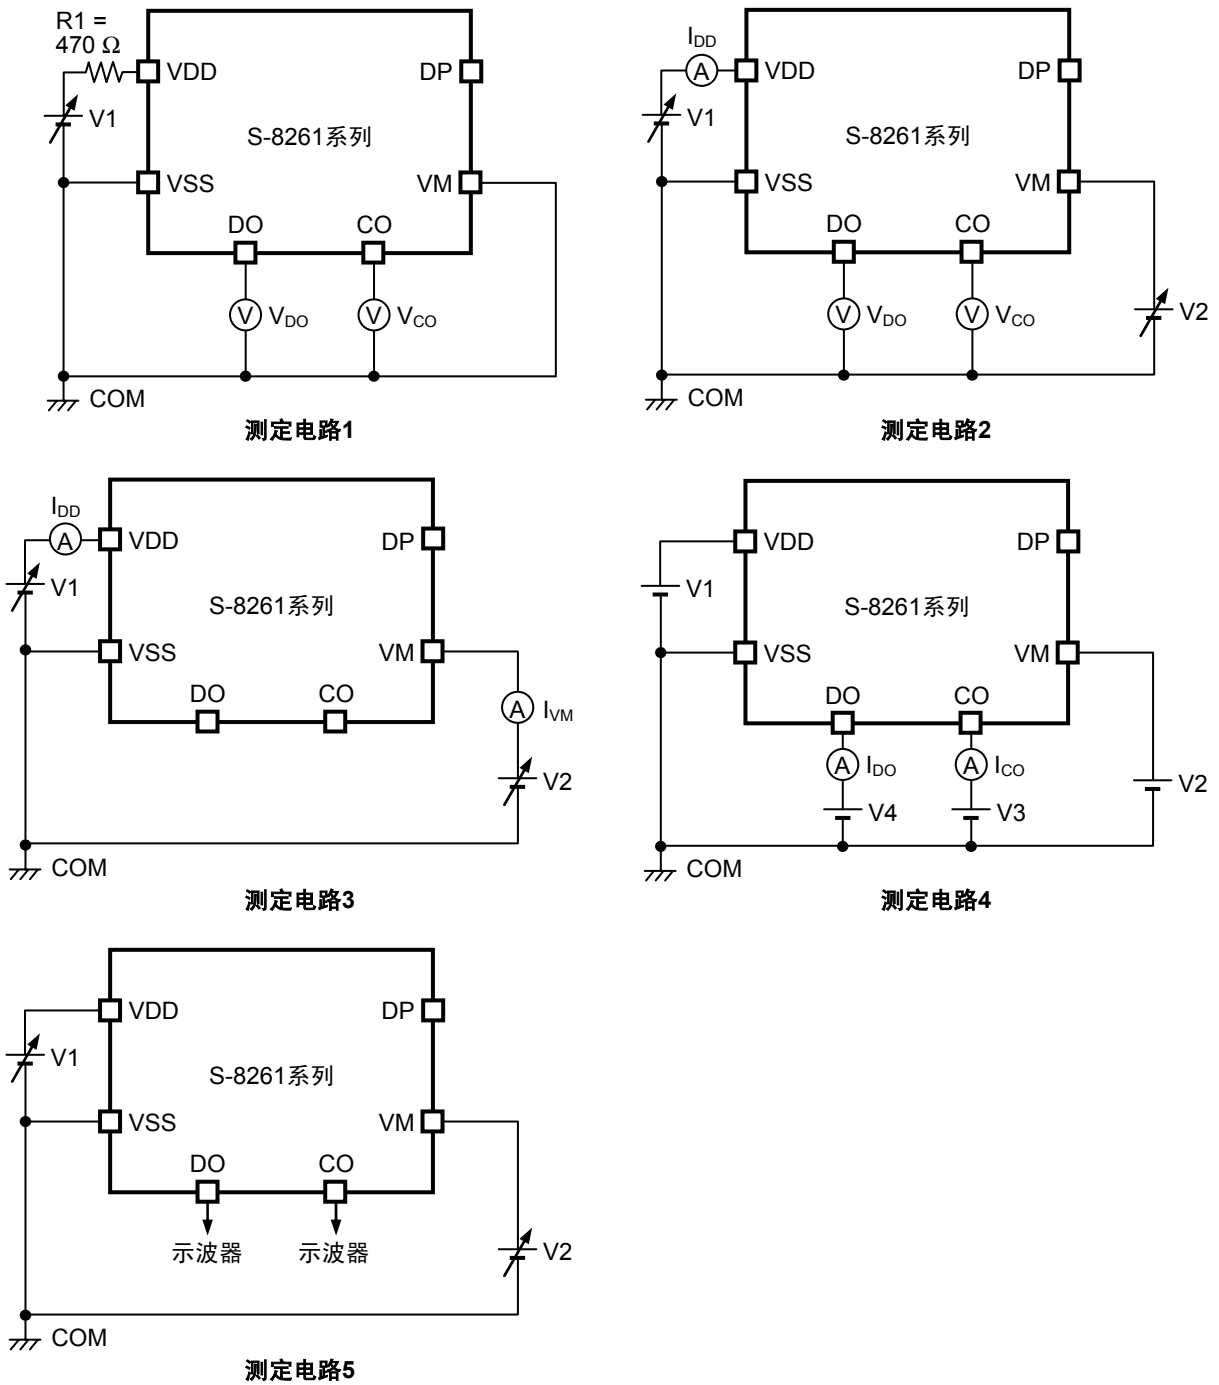 R1 =
470 Ω
VDD
DP
V1
S-8261系列
VSS
VM
DO
CO
V
VDO
V
VCO
COM
测定电路1
IDD
A
VDD
DP
V1
S-8261系列
VSS
VM
DO
CO
V
VDO
V
VCO
V2
COM
测定电路2
IDD
A
VDD
DP
V1
S-8261系列
VSS
VM
DO
CO
A
IVM
V2
COM
测定电路3
VDD
DP
V1
S-8261系列
VSS
VM
DO
CO
A
IDO
A
ICO
V4
V3
V2
COM
测定电路4
VDD
DP
V1
S-8261系列
VSS
VM
DO
CO
示波器
示波器
V2
COM
测定电路5